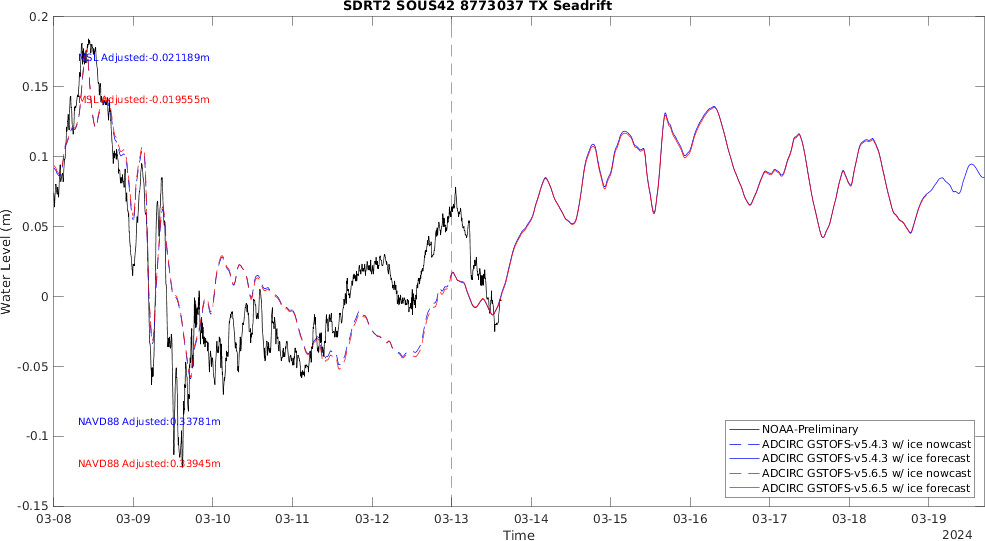 SDRT2 SOUS42 8773037 TX Seadrift
Water Level (m)
0.2
0.15
0.1
0.05
0
-0.05
-0.1
-0.15
MSL Adjusted:-0.021189m
MSL Adjusted:-0.019555m
NAVD88 Adjusted:0.33781m
NAVD88 Adjusted:0.33945m
NOAA-Preliminary
ADCIRC GSTOFS-v5.4.3 w/ ice nowcast
ADCIRC GSTOFS-v5.4.3 w/ ice forecast
ADCIRC GSTOFS-v5.6.5 w/ ice nowcast
ADCIRC GSTOFS-v5.6.5 w/ ice forecast
03-08 03-09 03-10 03-11 03-12 03-13 03-14 03-15 03-16 03-17 03-18 03-19
Time
2024